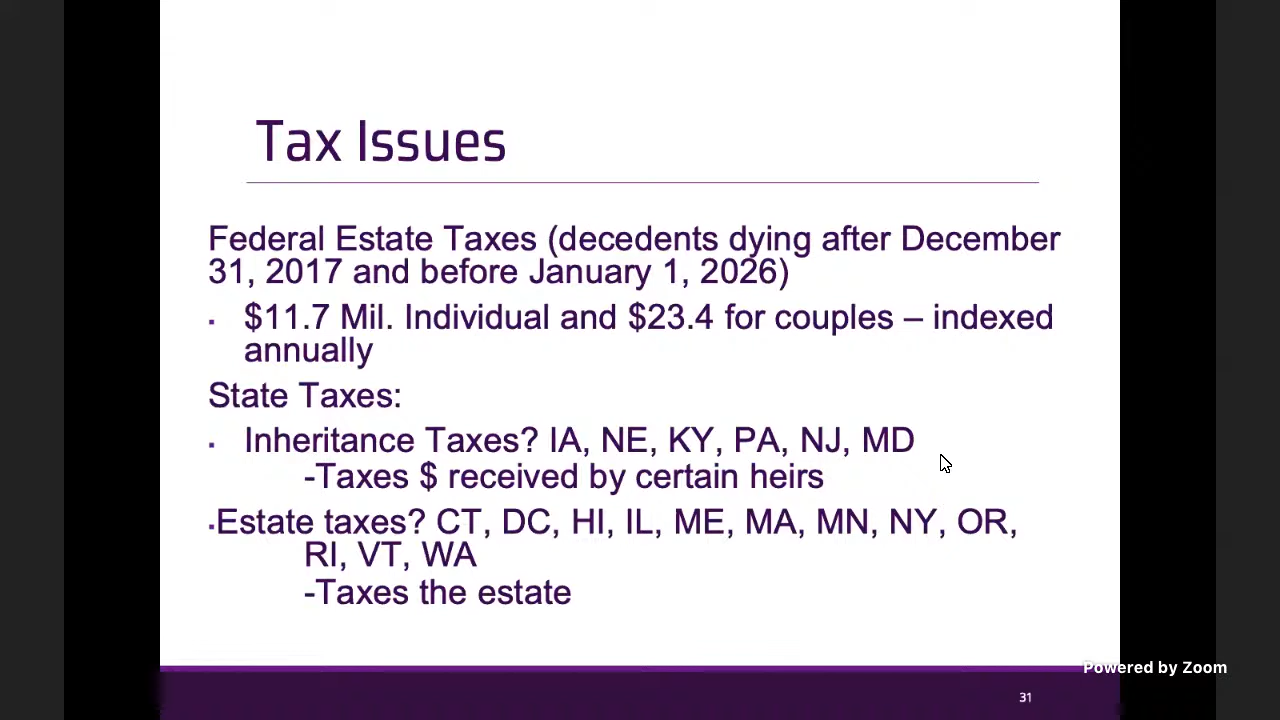 Tax Issues
Federal Estate Taxes (decedents dying after December
31, 2017 and before January 1, 2026)
▪ $11.7 Mil. Individual and $23.4 for couples – indexed
annually
State Taxes:
▪ Inheritance Taxes? IA, NE, KY, PA, NJ, MD
-Taxes $ received by certain heirs
▪Estate taxes? CT, DC, HI, IL, ME, MA, MN, NY, OR,
RI, VT, WA
-Taxes the estate
Powered by Zoom
31